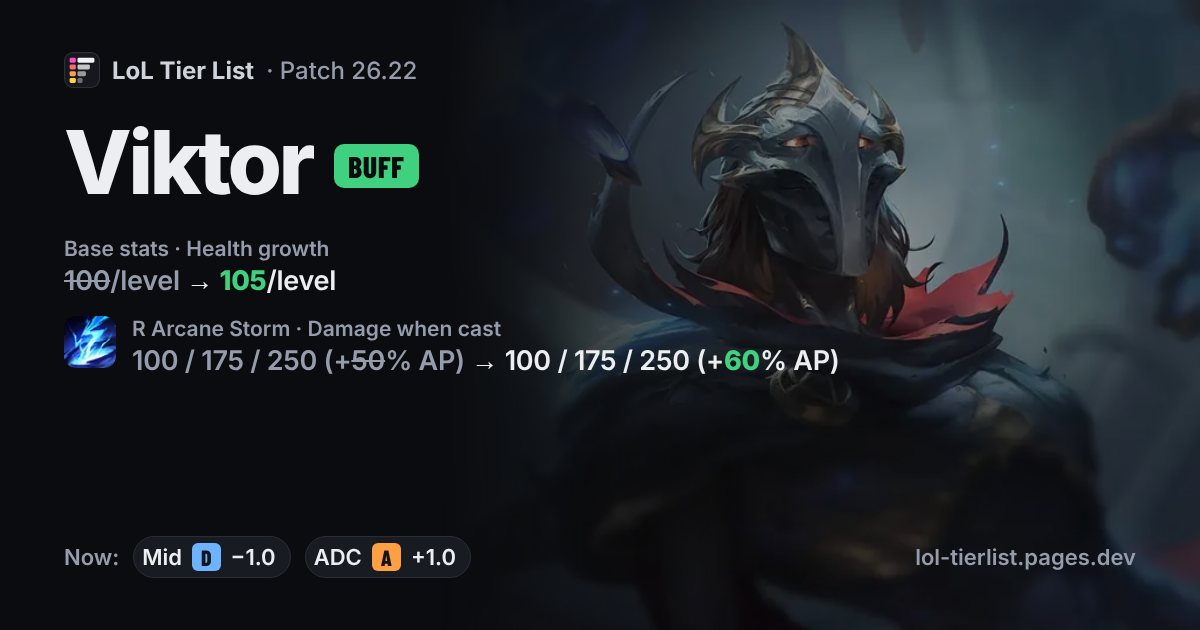 LoL Tier List · Patch 26.22
Viktor BUFF
Base stats · Health growth
100/level → 105/level
R Arcane Storm · Damage when cast
100 / 175 / 250 (+50% AP) → 100 / 175 / 250 (+60% AP)
Now: Mid D −1.0 ADC A +1.0
lol-tierlist.pages.dev